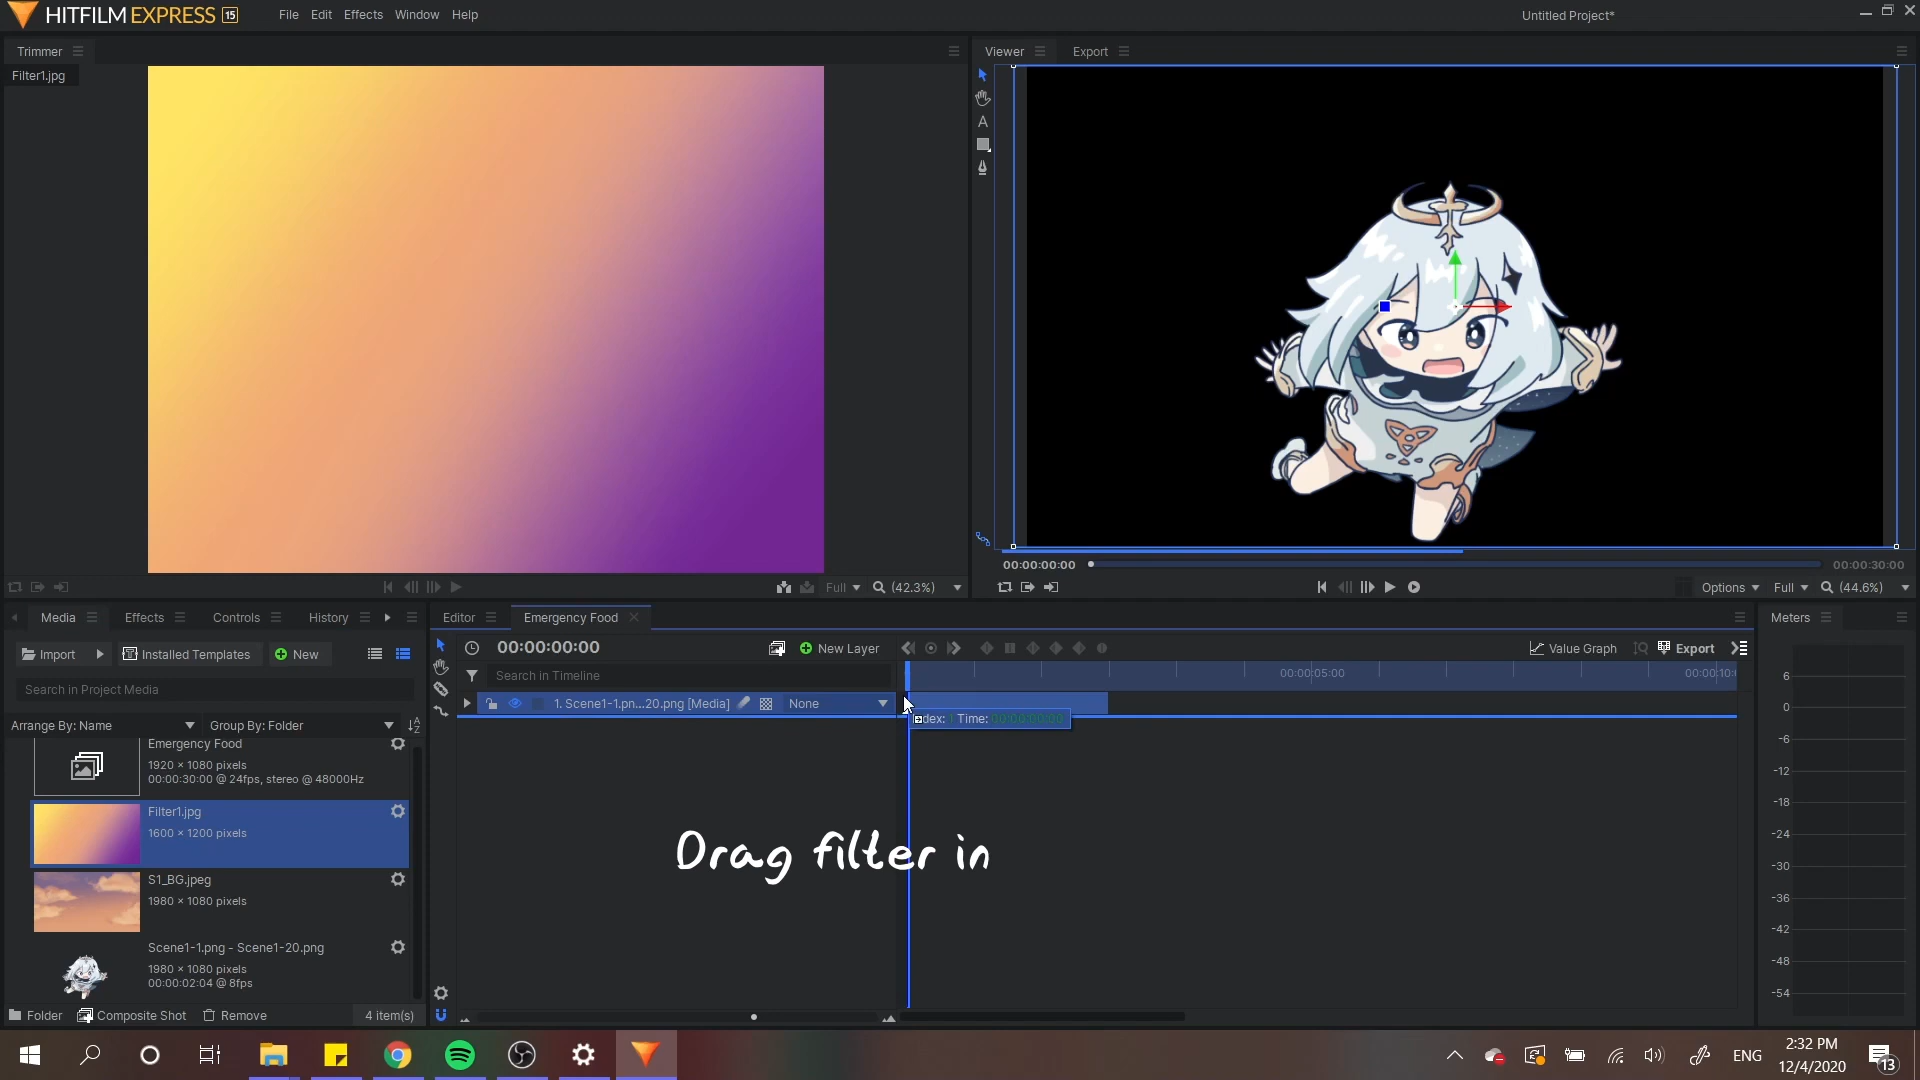 HITFILM EXPRESS 15
File Edit Effects Window Help
Untitled Project*
Trimmer
Filter1.jpg
Viewer
Export
A
00:00:00:00
00:00:30:00
Full
(42.3%)
Options
Full
(44.6%)
Media
Effects
Controls
History
Editor
Emergency Food
Meters
Import
Installed Templates
New
00:00:00:00
New Layer
Value Graph
Export
Search in Project Media
Search in Timeline
00:00:05:00
Arrange By: Name
Group By: Folder
1. Scene1-1.pn...20.png [Media]
None
Time: 00:00:00:00
Emergency Food
1920 × 1080 pixels
00:00:30:00 @ 24fps, stereo @ 48000Hz
Filter1.jpg
1600 × 1200 pixels
S1_BG.jpeg
1980 × 1080 pixels
Scene1-1.png - Scene1-20.png
1980 × 1080 pixels
00:00:02:04 @ 8fps
Drag filter in
6
0
-6
-12
-18
-24
-30
-36
-42
-48
-54
Folder
Composite Shot
Remove
4 item(s)
ENG
2:32 PM
12/4/2020
13